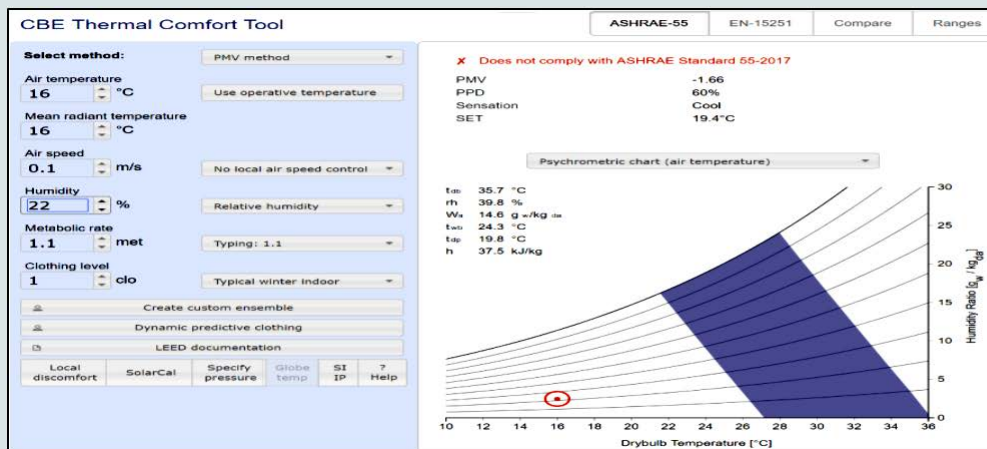 CBE Thermal Comfort Tool
ASHRAE-55 EN-15251 Compare Ranges
Select method: PMV method
Air temperature
16 °C Use operative temperature
Mean radiant temperature
16 °C
Air speed
0.1 m/s No local air speed control
Humidity
22 % Relative humidity
Metabolic rate
1.1 met Typing: 1.1
Clothing level
1 clo Typical winter indoor
Create custom ensemble
Dynamic predictive clothing
LEED documentation
Local discomfort SolarCal Specify pressure Globe temp SI IP ? Help
✗ Does not comply with ASHRAE Standard 55-2017
PMV -1.66
PPD 60%
Sensation Cool
SET 19.4°C
Psychrometric chart (air temperature)
tdb 35.7 °C
rh 39.8 %
Wa 14.6 g w/kg da
twb 24.3 °C
tdp 19.8 °C
h 37.5 kJ/kg
30
25
20
15
10
5
0
Humidity Ratio [gw / kgda]
10 12 14 16 18 20 22 24 26 28 30 32 34 36
Drybulb Temperature [°C]